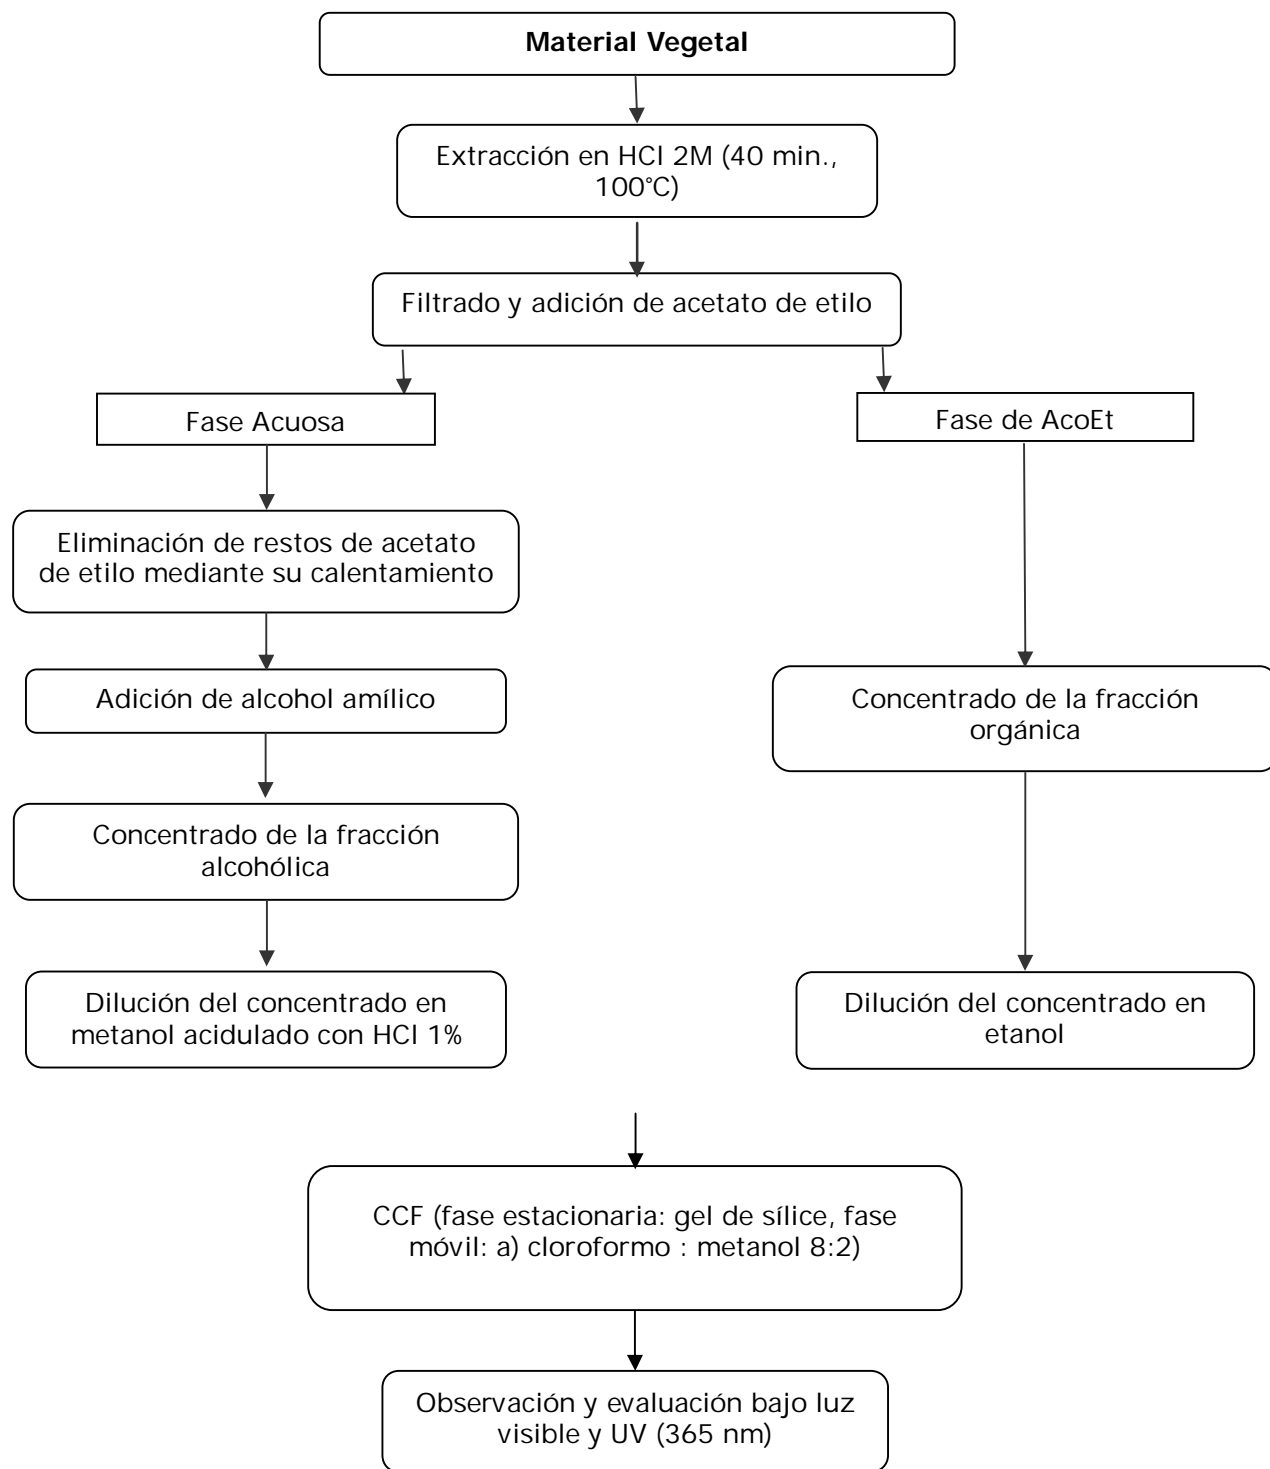 Material Vegetal
Extracción en HCl 2M (40 min.,
100°C)
Filtrado y adición de acetato de etilo
Fase Acuosa
Fase de AcoEt
Eliminación de restos de acetato
de etilo mediante su calentamiento
Adición de alcohol amílico
Concentrado de la fracción
orgánica
Concentrado de la fracción
alcohólica
Dilución del concentrado en
metanol acidulado con HCl 1%
Dilución del concentrado en
etanol
CCF (fase estacionaria: gel de sílice, fase
móvil: a) cloroformo : metanol 8:2)
Observación y evaluación bajo luz
visible y UV (365 nm)